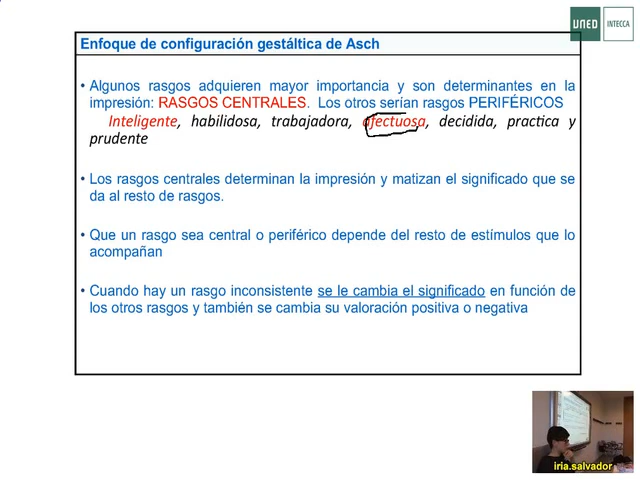 UNED INTECCA
Enfoque de configuración gestáltica de Asch
• Algunos rasgos adquieren mayor importancia y son determinantes en la
impresión: RASGOS CENTRALES. Los otros serían rasgos PERIFÉRICOS
Inteligente, habilidosa, trabajadora, afectuosa, decidida, practica y
prudente
• Los rasgos centrales determinan la impresión y matizan el significado que se
da al resto de rasgos.
• Que un rasgo sea central o periférico depende del resto de estímulos que lo
acompañan
• Cuando hay un rasgo inconsistente se le cambia el significado en función de
los otros rasgos y también se cambia su valoración positiva o negativa
iria.salvador